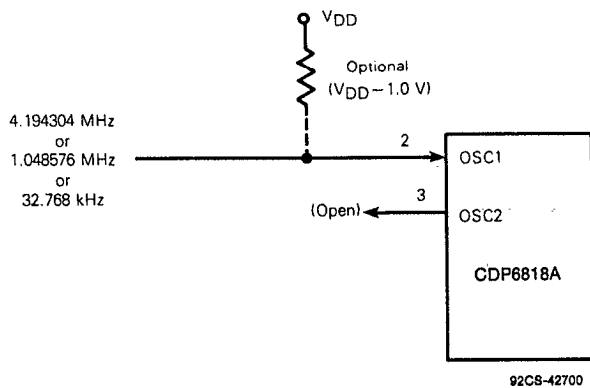 VDD
Optional
(VDD−1.0 V)
4.194304 MHz
or
1.048576 MHz
or
32.768 kHz
2
OSC1
3
(Open)
OSC2
CDP6818A
92CS-42700